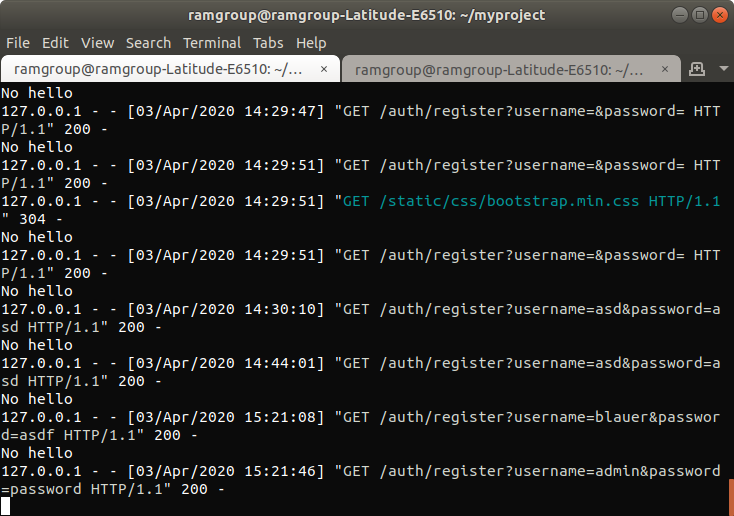 ramgroup@ramgroup-Latitude-E6510: ~/myproject
File Edit View Search Terminal Tabs Help
ramgroup@ramgroup-Latitude-E6510: ~/... × ramgroup@ramgroup-Latitude-E6510: ~/... ×
No hello
127.0.0.1 - - [03/Apr/2020 14:29:47] "GET /auth/register?username=&password= HTT
P/1.1" 200 -
No hello
127.0.0.1 - - [03/Apr/2020 14:29:51] "GET /auth/register?username=&password= HTT
P/1.1" 200 -
127.0.0.1 - - [03/Apr/2020 14:29:51] "GET /static/css/bootstrap.min.css HTTP/1.1
" 304 -
No hello
127.0.0.1 - - [03/Apr/2020 14:29:51] "GET /auth/register?username=&password= HTT
P/1.1" 200 -
No hello
127.0.0.1 - - [03/Apr/2020 14:30:10] "GET /auth/register?username=asd&password=a
sd HTTP/1.1" 200 -
No hello
127.0.0.1 - - [03/Apr/2020 14:44:01] "GET /auth/register?username=asd&password=a
sd HTTP/1.1" 200 -
No hello
127.0.0.1 - - [03/Apr/2020 15:21:08] "GET /auth/register?username=blauer&passwor
d=asdf HTTP/1.1" 200 -
No hello
127.0.0.1 - - [03/Apr/2020 15:21:46] "GET /auth/register?username=admin&password
=password HTTP/1.1" 200 -